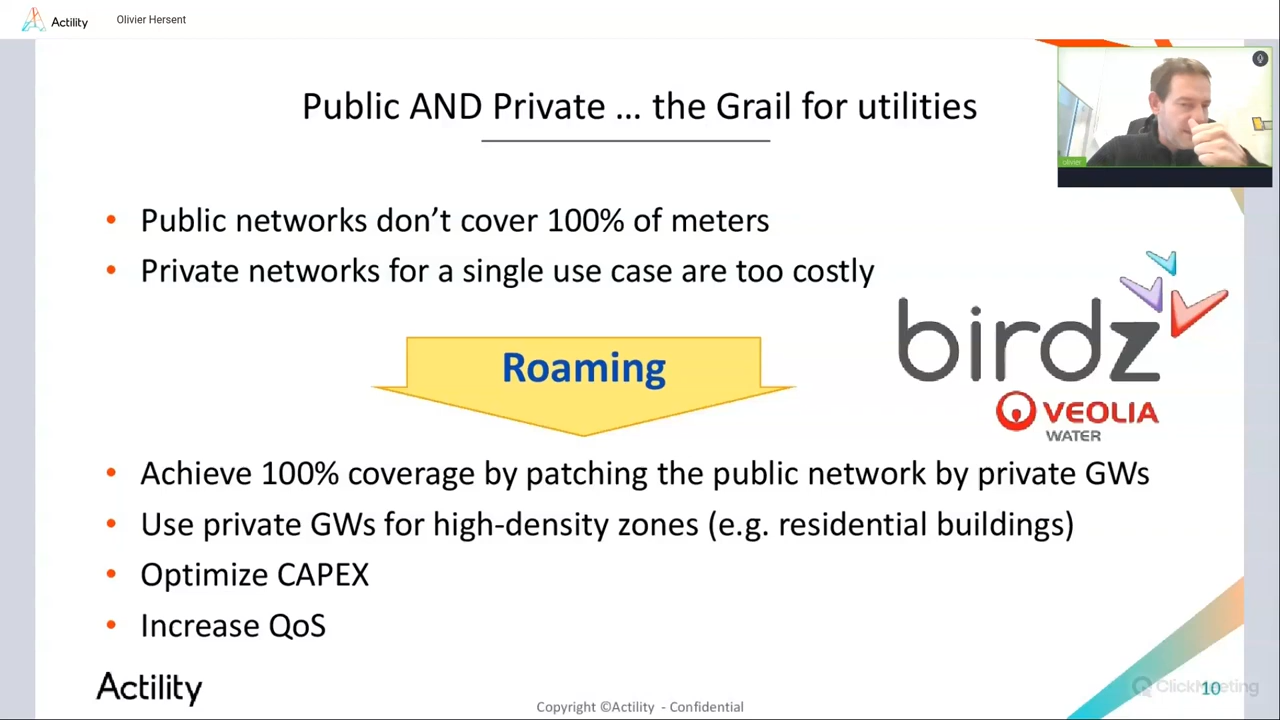 Actility
Olivier Hersent
Public AND Private ... the Grail for utilities
olivier
• Public networks don’t cover 100% of meters
• Private networks for a single use case are too costly
birdz
VEOLIA
WATER
Roaming
• Achieve 100% coverage by patching the public network by private GWs
• Use private GWs for high-density zones (e.g. residential buildings)
• Optimize CAPEX
• Increase QoS
Actility
Copyright ©Actility - Confidential
ClickMeeting
10